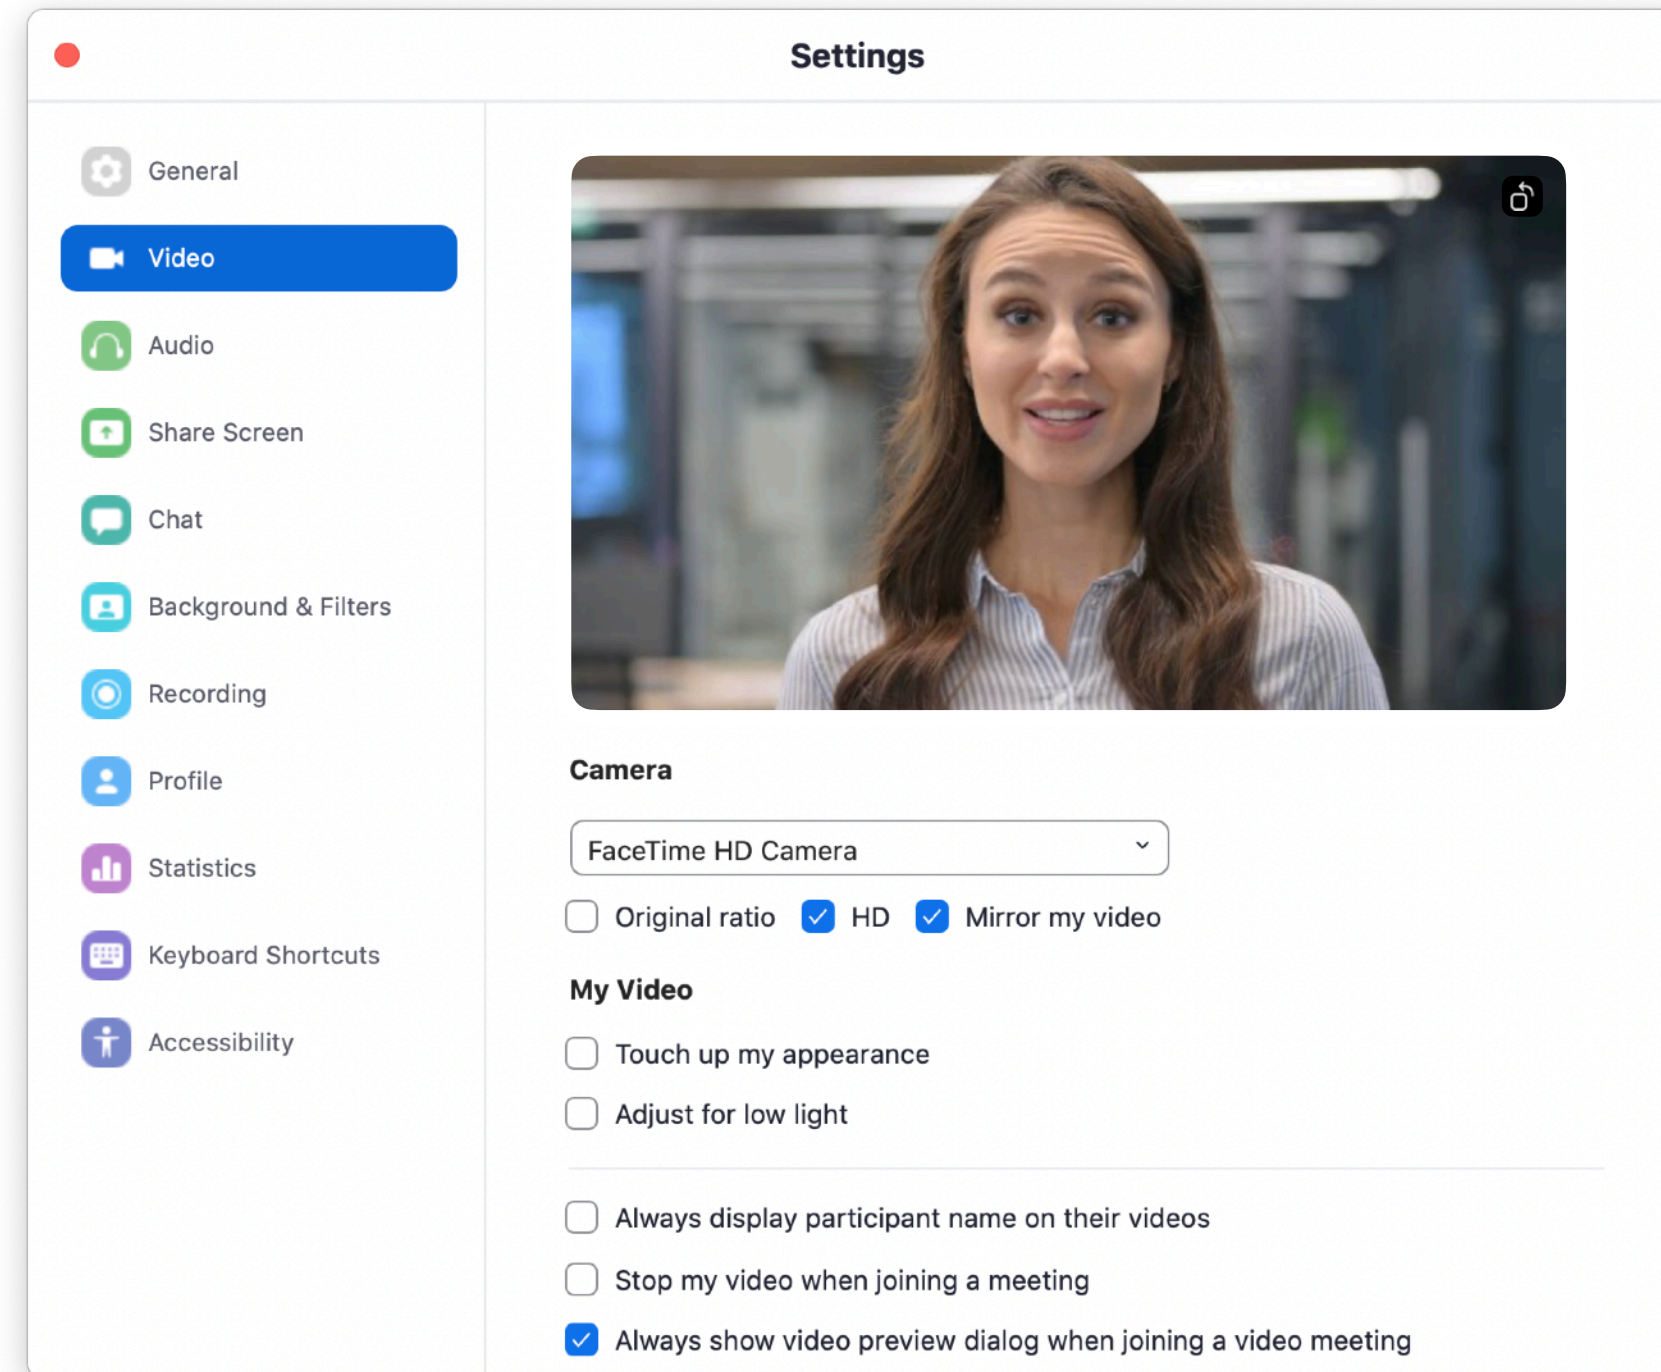 Settings
General
Video
Audio
Share Screen
Chat
Background & Filters
Recording
Profile
Statistics
Keyboard Shortcuts
Accessibility
Camera
FaceTime HD Camera
Original ratio HD Mirror my video
My Video
Touch up my appearance
Adjust for low light
Always display participant name on their videos
Stop my video when joining a meeting
Always show video preview dialog when joining a video meeting